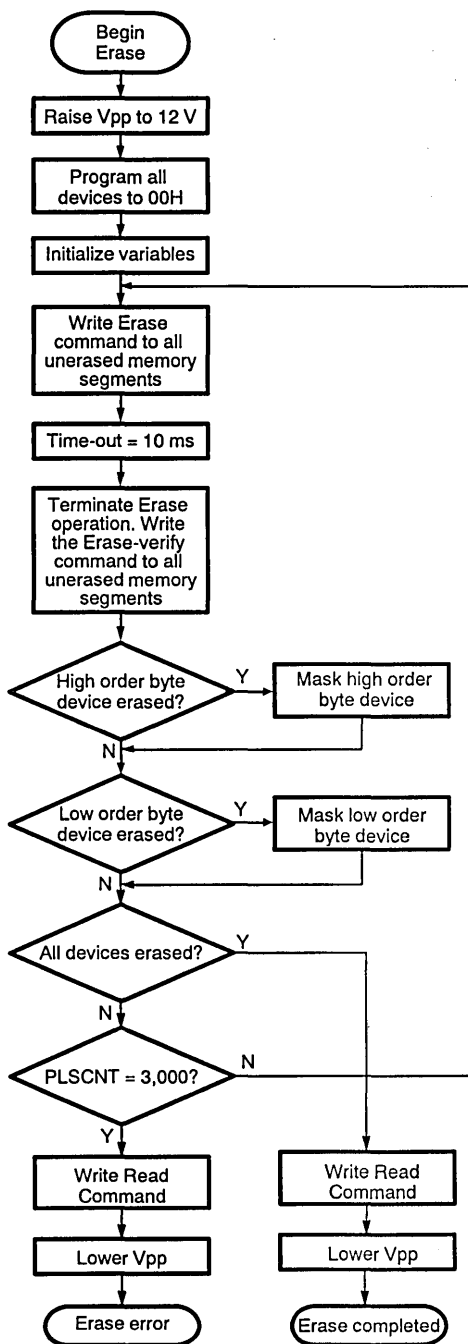 Begin
Erase
Raise Vpp to 12 V
Program all
devices to 00H
Initialize variables
Write Erase
command to all
unerased memory
segments
Time-out = 10 ms
Terminate Erase
operation. Write
the Erase-verify
command to all
unerased memory
segments
High order byte
device erased?
Y
Mask high order
byte device
N
Low order byte
device erased?
Y
Mask low order
byte device
N
All devices erased?
Y
N
PLSCNT = 3,000?
N
Y
Write Read
Command
Lower Vpp
Erase error
Write Read
Command
Lower Vpp
Erase completed